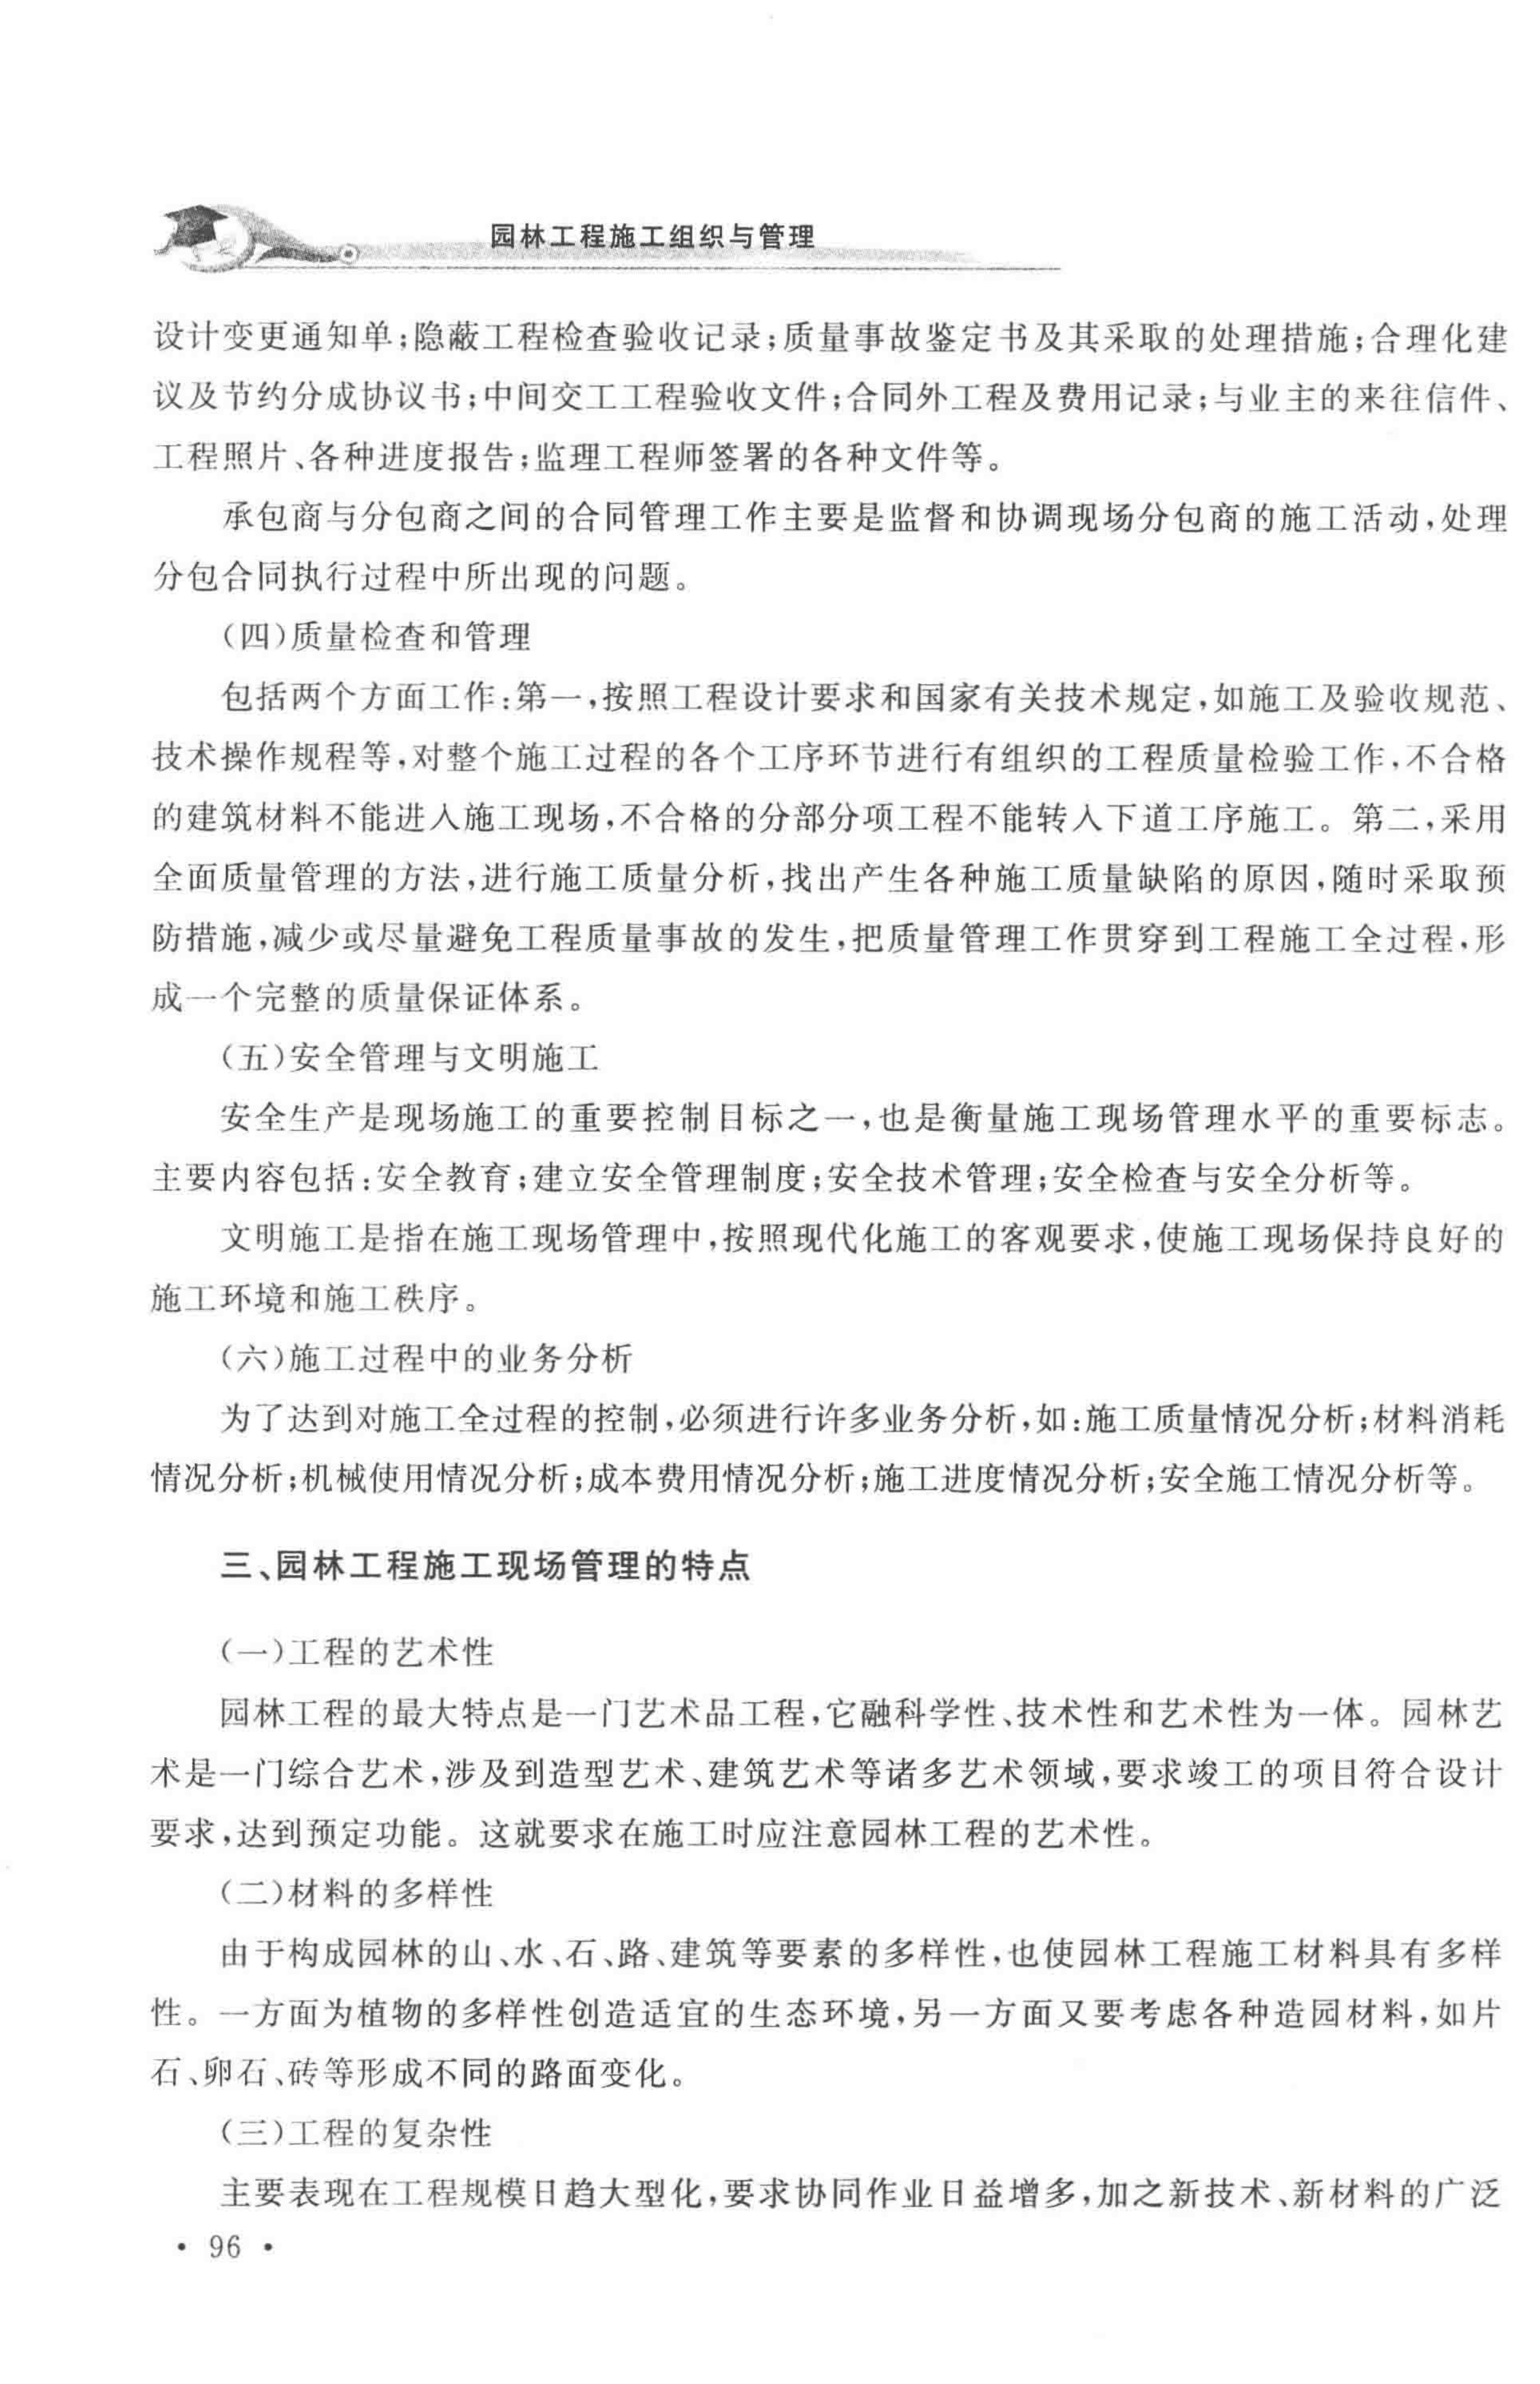 园林工程施工组织与管理
设计变更通知单;隐蔽工程检查验收记录;质量事故鉴定书及其采取的处理措施;合理化建
议及节约分成协议书;中间交工工程验收文件;合同外工程及费用记录;与业主的来往信件、
工程照片、各种进度报告;监理工程师签署的各种文件等。
承包商与分包商之间的合同管理工作主要是监督和协调现场分包商的施工活动,处理
分包合同执行过程中所出现的问题。
(四)质量检查和管理
包括两个方面工作:第一,按照工程设计要求和国家有关技术规定,如施工及验收规范、
技术操作规程等,对整个施工过程的各个工序环节进行有组织的工程质量检验工作,不合格
的建筑材料不能进入施工现场,不合格的分部分项工程不能转入下道工序施工。第二,采用
全面质量管理的方法,进行施工质量分析,找出产生各种施工质量缺陷的原因,随时采取预
防措施,减少或尽量避免工程质量事故的发生,把质量管理工作贯穿到工程施工全过程,形
成一个完整的质量保证体系。
(五)安全管理与文明施工
安全生产是现场施工的重要控制目标之一,也是衡量施工现场管理水平的重要标志。
主要内容包括:安全教育;建立安全管理制度;安全技术管理;安全检查与安全分析等。
文明施工是指在施工现场管理中,按照现代化施工的客观要求,使施工现场保持良好的
施工环境和施工秩序。
(六)施工过程中的业务分析
为了达到对施工全过程的控制,必须进行许多业务分析,如:施工质量情况分析;材料消耗
情况分析;机械使用情况分析;成本费用情况分析;施工进度情况分析;安全施工情况分析等。
三、园林工程施工现场管理的特点
(一)工程的艺术性
园林工程的最大特点是一门艺术品工程,它融科学性、技术性和艺术性为一体。园林艺
术是一门综合艺术,涉及到造型艺术、建筑艺术等诸多艺术领域,要求竣工的项目符合设计
要求,达到预定功能。这就要求在施工时应注意园林工程的艺术性。
(二)材料的多样性
由于构成园林的山、水、石、路、建筑等要素的多样性,也使园林工程施工材料具有多样
性。一方面为植物的多样性创造适宜的生态环境,另一方面又要考虑各种造园材料,如片
石、卵石、砖等形成不同的路面变化。
(三)工程的复杂性
主要表现在工程规模日趋大型化,要求协同作业日益增多,加之新技术、新材料的广泛
• 96 •